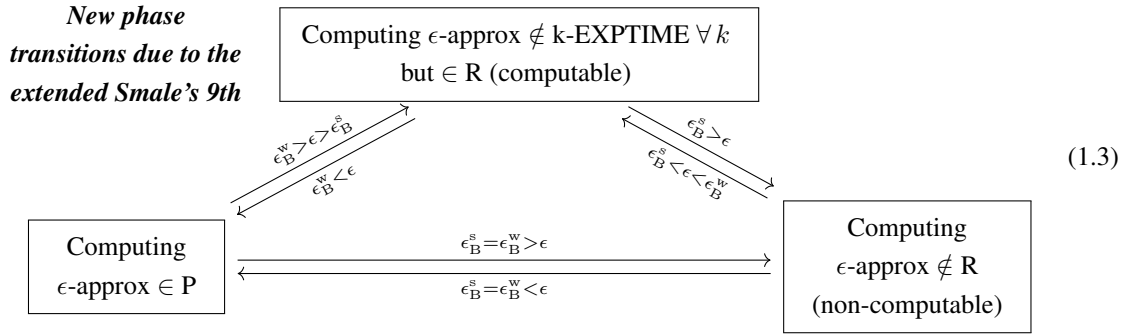 New phase
transitions due to the
extended Smale's 9th
Computing ϵ-approx ∉ k-EXPTIME ∀ k
but ∈ R (computable)
ϵ_B^w>ϵ>ϵ_B^s
ϵ_B^w<ϵ
ϵ_B^s>ϵ
ϵ_B^s<ϵ<ϵ_B^w
(1.3)
Computing
ϵ-approx ∈ P
ϵ_B^s=ϵ_B^w>ϵ
ϵ_B^s=ϵ_B^w<ϵ
Computing
ϵ-approx ∉ R
(non-computable)